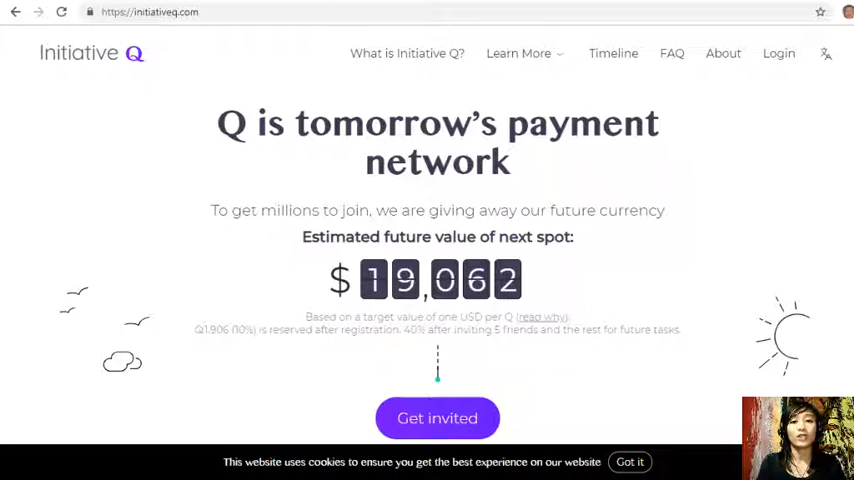 https://initiativeq.com
Initiative Q
What is Initiative Q? Learn More Timeline FAQ About Login
Q is tomorrow's payment
network
To get millions to join, we are giving away our future currency
Estimated future value of next spot:
$ 19,062
Based on a target value of one USD per Q (read why).
Q1.906 (10%) is reserved after registration. 40% after inviting 5 friends and the rest for future tasks.
Get invited
This website uses cookies to ensure you get the best experience on our website Got it